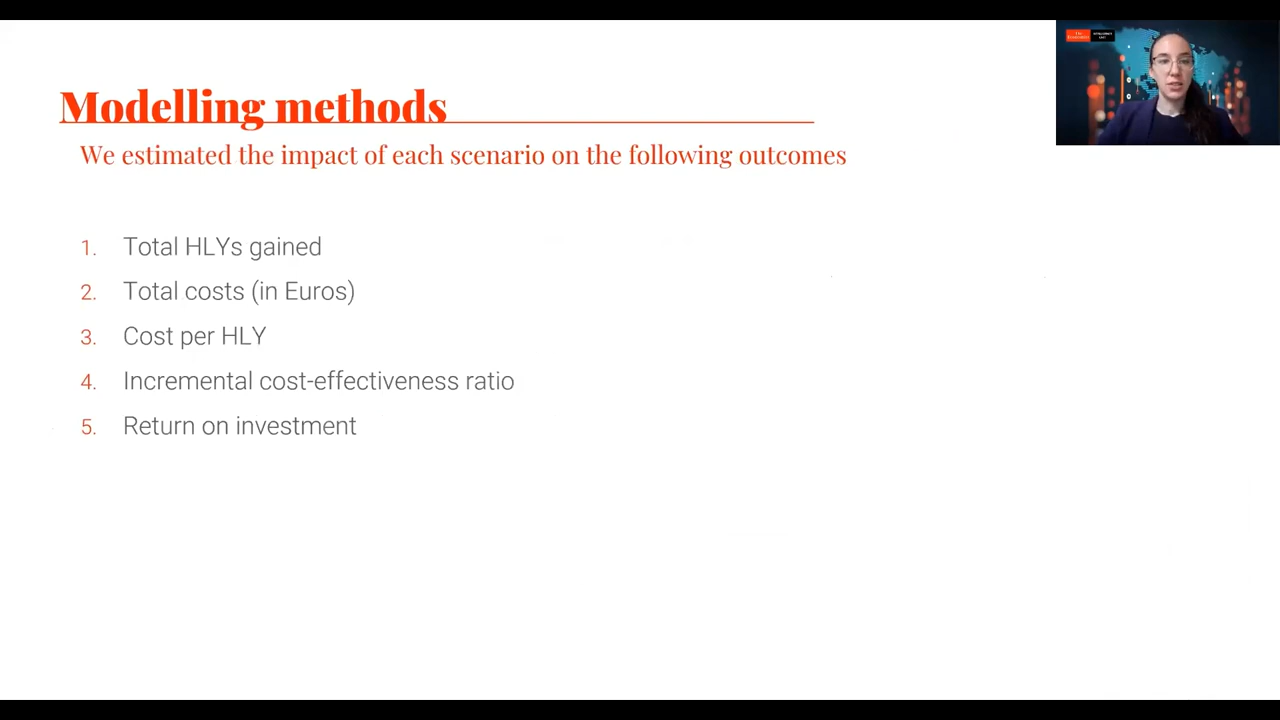 Modelling methods
We estimated the impact of each scenario on the following outcomes
1. Total HLYs gained
2. Total costs (in Euros)
3. Cost per HLY
4. Incremental cost-effectiveness ratio
5. Return on investment